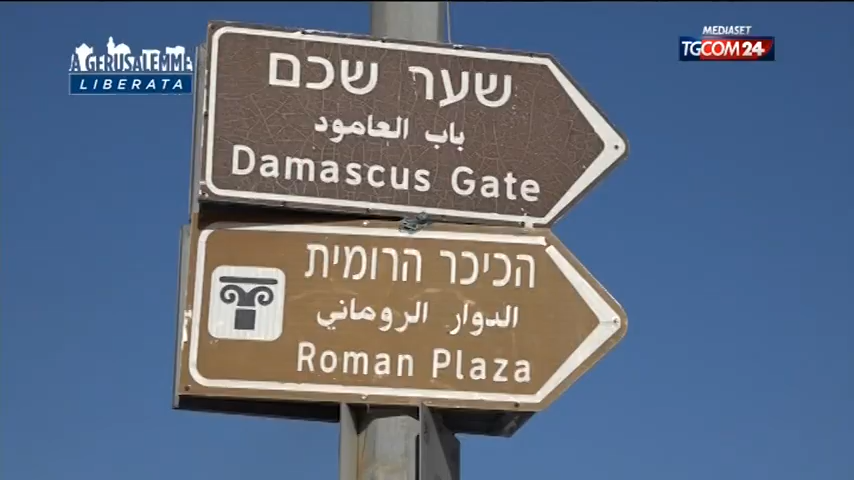 A GERUSALEMME
LIBERATA
MEDIASET
TGCOM24
שער שכם
باب العامود
Damascus Gate
הכיכר הרומית
الدوار الروماني
Roman Plaza